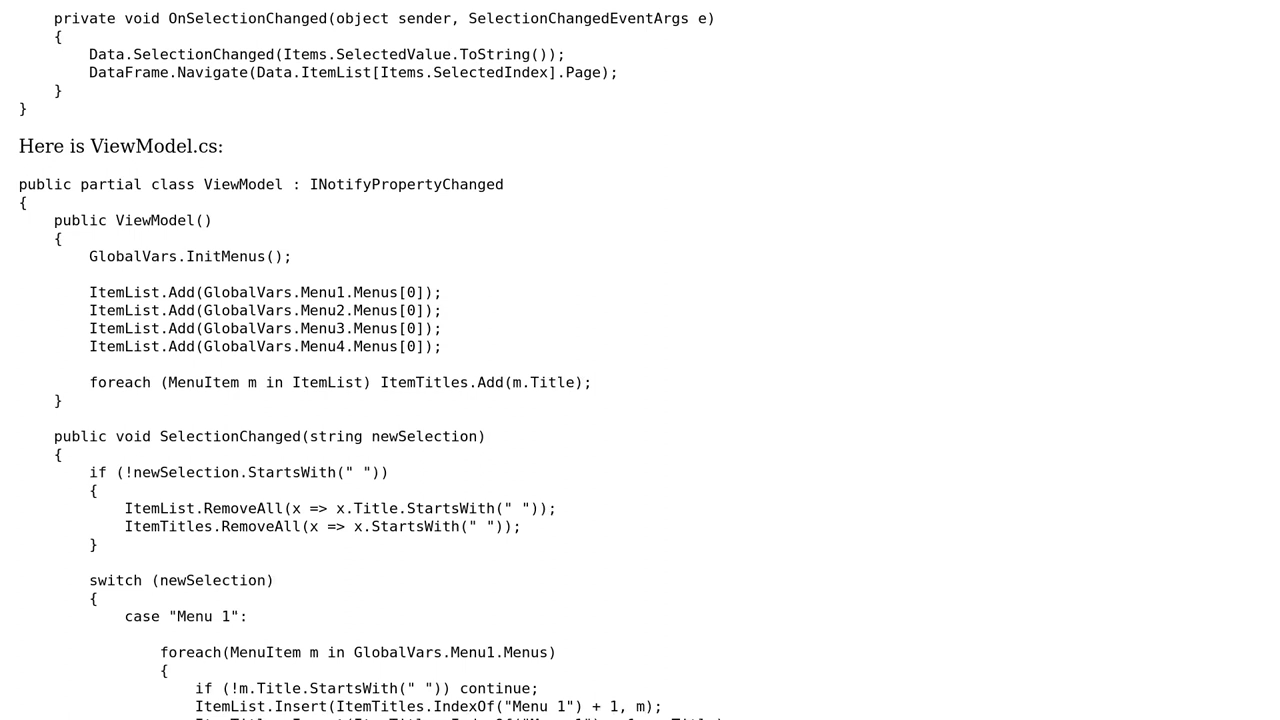 private void OnSelectionChanged(object sender, SelectionChangedEventArgs e)
    {
        Data.SelectionChanged(Items.SelectedValue.ToString());
        DataFrame.Navigate(Data.ItemList[Items.SelectedIndex].Page);
    }
}
Here is ViewModel.cs:
public partial class ViewModel : INotifyPropertyChanged
{
    public ViewModel()
    {
        GlobalVars.InitMenus();

        ItemList.Add(GlobalVars.Menu1.Menus[0]);
        ItemList.Add(GlobalVars.Menu2.Menus[0]);
        ItemList.Add(GlobalVars.Menu3.Menus[0]);
        ItemList.Add(GlobalVars.Menu4.Menus[0]);

        foreach (MenuItem m in ItemList) ItemTitles.Add(m.Title);
    }

    public void SelectionChanged(string newSelection)
    {
        if (!newSelection.StartsWith(" "))
        {
            ItemList.RemoveAll(x => x.Title.StartsWith(" "));
            ItemTitles.RemoveAll(x => x.StartsWith(" "));
        }

        switch (newSelection)
        {
            case "Menu 1":

                foreach(MenuItem m in GlobalVars.Menu1.Menus)
                {
                    if (!m.Title.StartsWith(" ")) continue;
                    ItemList.Insert(ItemTitles.IndexOf("Menu 1") + 1, m);